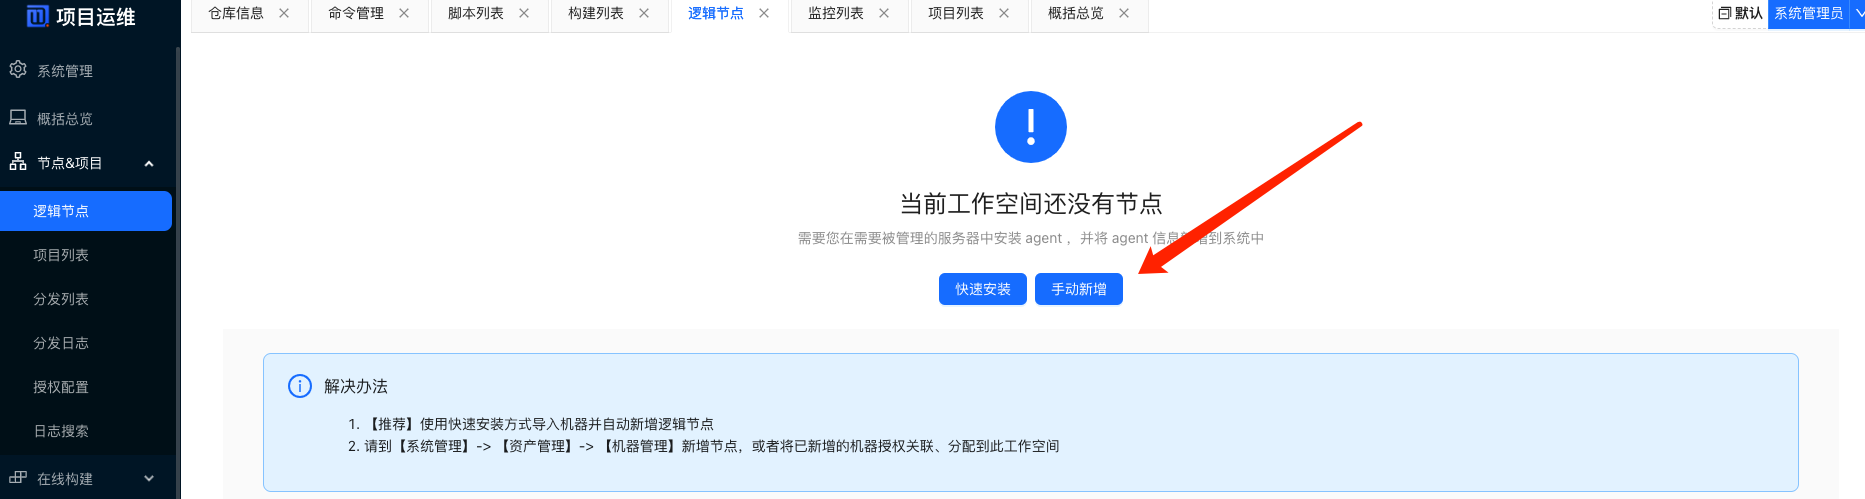 项目运维
仓库信息
命令管理
脚本列表
构建列表
逻辑节点
监控列表
项目列表
概括总览
默认
系统管理员
系统管理
概括总览
节点&项目
逻辑节点
项目列表
分发列表
分发日志
授权配置
日志搜索
在线构建
当前工作空间还没有节点
需要您在需要被管理的服务器中安装 agent ，并将 agent 信息新增到系统中
快速安装
手动新增
解决办法
1. 【推荐】使用快速安装方式导入机器并自动新增逻辑节点
2. 请到【系统管理】-> 【资产管理】-> 【机器管理】新增节点，或者将已新增的机器授权关联、分配到此工作空间